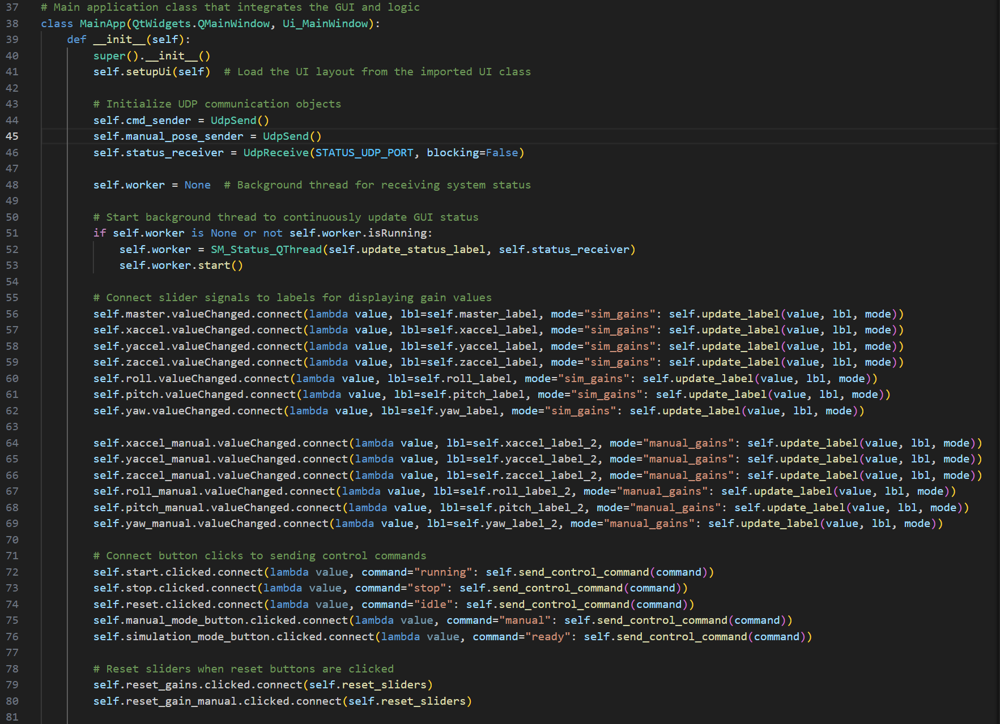 37 # Main application class that integrates the GUI and logic
38 class MainApp(QtWidgets.QMainWindow, Ui_MainWindow):
39     def __init__(self):
40         super().__init__()
41         self.setupUi(self)  # Load the UI layout from the imported UI class
42
43         # Initialize UDP communication objects
44         self.cmd_sender = UdpSend()
45         self.manual_pose_sender = UdpSend()
46         self.status_receiver = UdpReceive(STATUS_UDP_PORT, blocking=False)
47
48         self.worker = None  # Background thread for receiving system status
49
50         # Start background thread to continuously update GUI status
51         if self.worker is None or not self.worker.isRunning:
52             self.worker = SM_Status_QThread(self.update_status_label, self.status_receiver)
53             self.worker.start()
54
55         # Connect slider signals to labels for displaying gain values
56         self.master.valueChanged.connect(lambda value, lbl=self.master_label, mode="sim_gains": self.update_label(value, lbl, mode))
57         self.xaccel.valueChanged.connect(lambda value, lbl=self.xaccel_label, mode="sim_gains": self.update_label(value, lbl, mode))
58         self.yaccel.valueChanged.connect(lambda value, lbl=self.yaccel_label, mode="sim_gains": self.update_label(value, lbl, mode))
59         self.zaccel.valueChanged.connect(lambda value, lbl=self.zaccel_label, mode="sim_gains": self.update_label(value, lbl, mode))
60         self.roll.valueChanged.connect(lambda value, lbl=self.roll_label, mode="sim_gains": self.update_label(value, lbl, mode))
61         self.pitch.valueChanged.connect(lambda value, lbl=self.pitch_label, mode="sim_gains": self.update_label(value, lbl, mode))
62         self.yaw.valueChanged.connect(lambda value, lbl=self.yaw_label, mode="sim_gains": self.update_label(value, lbl, mode))
63
64         self.xaccel_manual.valueChanged.connect(lambda value, lbl=self.xaccel_label_2, mode="manual_gains": self.update_label(value, lbl, mode))
65         self.yaccel_manual.valueChanged.connect(lambda value, lbl=self.yaccel_label_2, mode="manual_gains": self.update_label(value, lbl, mode))
66         self.zaccel_manual.valueChanged.connect(lambda value, lbl=self.zaccel_label_2, mode="manual_gains": self.update_label(value, lbl, mode))
67         self.roll_manual.valueChanged.connect(lambda value, lbl=self.roll_label_2, mode="manual_gains": self.update_label(value, lbl, mode))
68         self.pitch_manual.valueChanged.connect(lambda value, lbl=self.pitch_label_2, mode="manual_gains": self.update_label(value, lbl, mode))
69         self.yaw_manual.valueChanged.connect(lambda value, lbl=self.yaw_label_2, mode="manual_gains": self.update_label(value, lbl, mode))
70
71         # Connect button clicks to sending control commands
72         self.start.clicked.connect(lambda value, command="running": self.send_control_command(command))
73         self.stop.clicked.connect(lambda value, command="stop": self.send_control_command(command))
74         self.reset.clicked.connect(lambda value, command="idle": self.send_control_command(command))
75         self.manual_mode_button.clicked.connect(lambda value, command="manual": self.send_control_command(command))
76         self.simulation_mode_button.clicked.connect(lambda value, command="ready": self.send_control_command(command))
77
78         # Reset sliders when reset buttons are clicked
79         self.reset_gains.clicked.connect(self.reset_sliders)
80         self.reset_gain_manual.clicked.connect(self.reset_sliders)
81